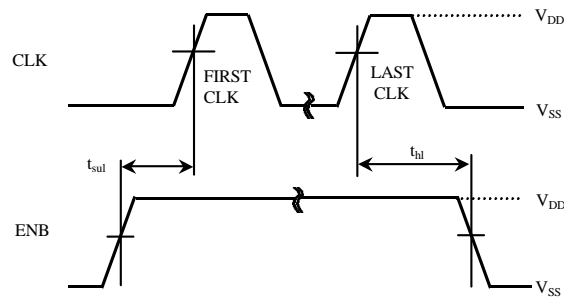 V_DD
CLK
FIRST
CLK
LAST
CLK
V_SS
t_sul
t_hl
V_DD
ENB
V_SS